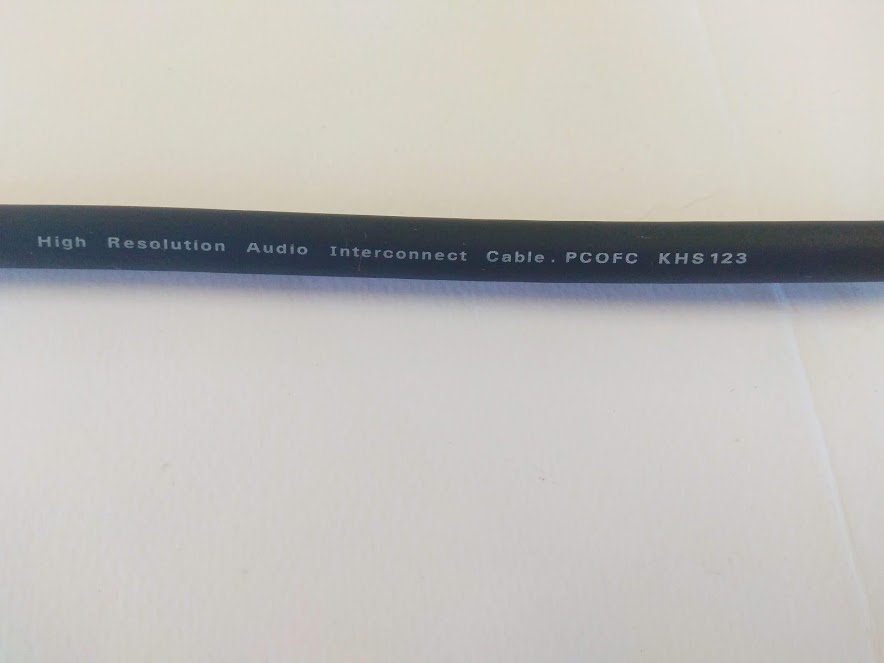 High Resolution Audio Interconnect Cable. PCOFC KHS123